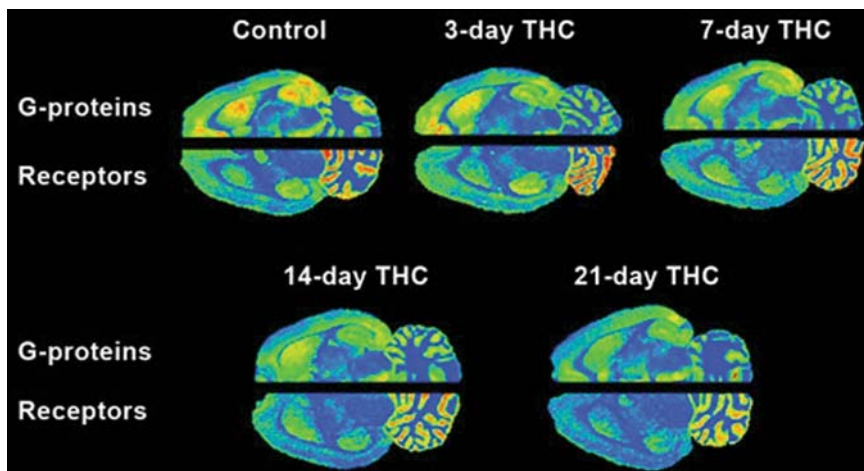 Control 3-day THC 7-day THC
G-proteins
Receptors
14-day THC 21-day THC
G-proteins
Receptors